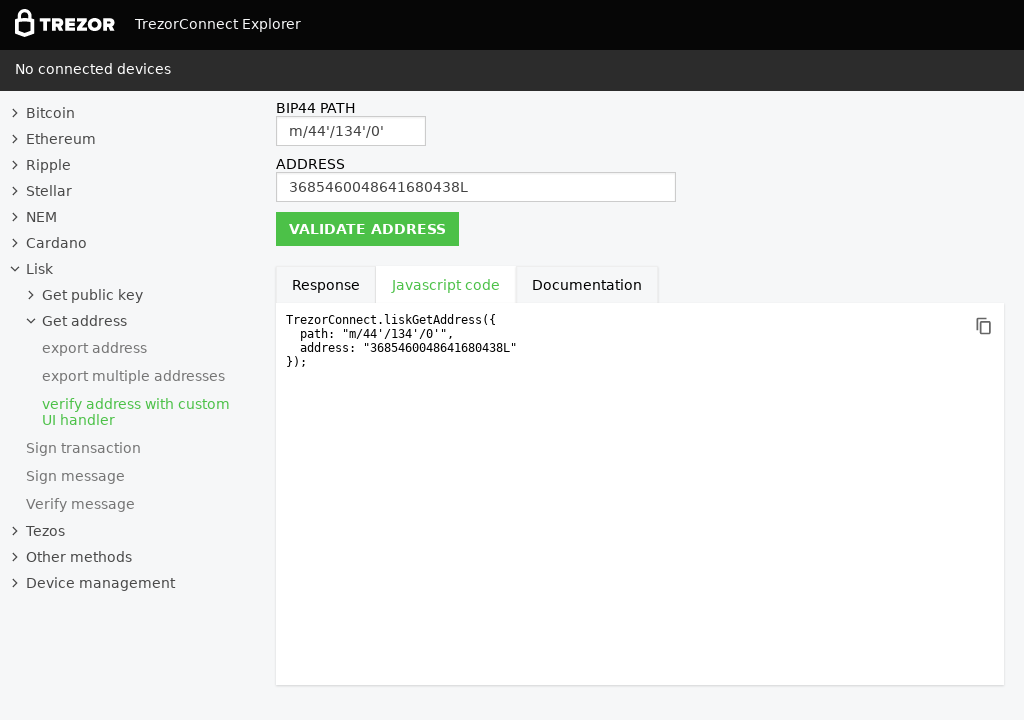 TREZOR
TrezorConnect Explorer
No connected devices
Bitcoin
Ethereum
Ripple
Stellar
NEM
Cardano
Lisk
Get public key
Get address
export address
export multiple addresses
verify address with custom
UI handler
Sign transaction
Sign message
Verify message
Tezos
Other methods
Device management
BIP44 PATH
m/44'/134'/0'
ADDRESS
3685460048641680438L
VALIDATE ADDRESS
Response
Javascript code
Documentation
TrezorConnect.liskGetAddress({
  path: "m/44'/134'/0'",
  address: "3685460048641680438L"
});